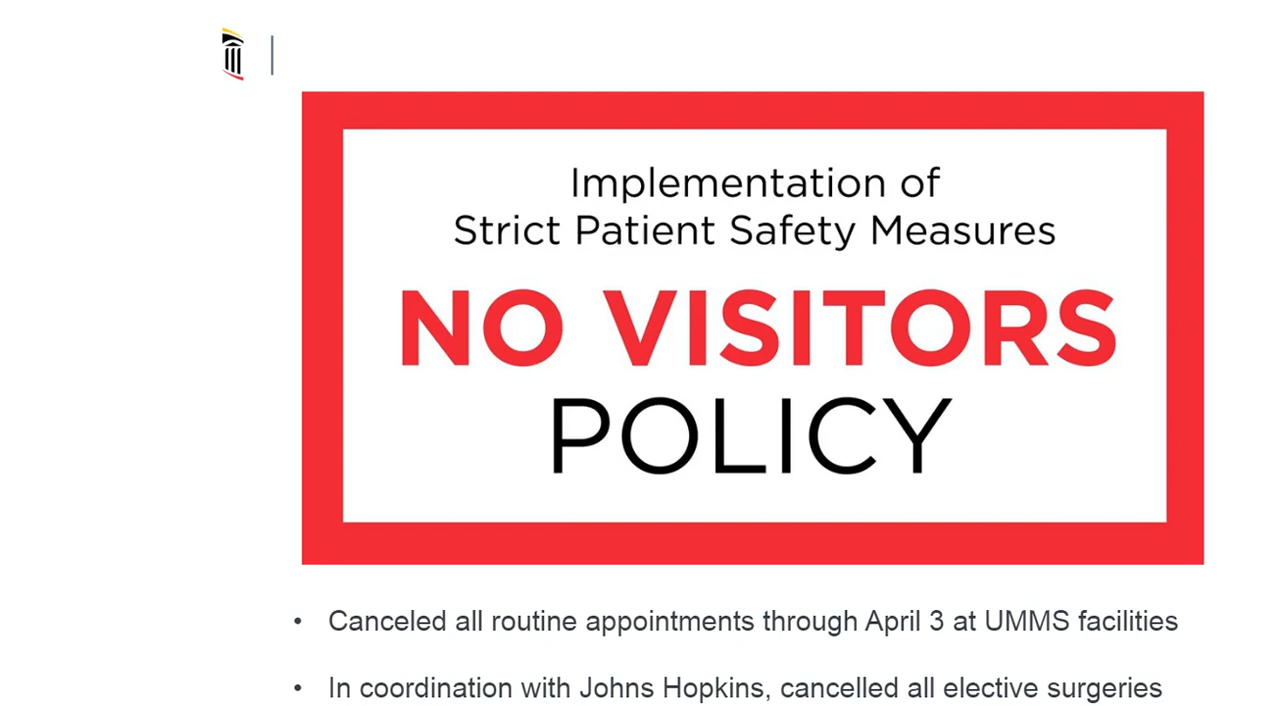 Implementation of
Strict Patient Safety Measures
NO VISITORS
POLICY
• Canceled all routine appointments through April 3 at UMMS facilities
• In coordination with Johns Hopkins, cancelled all elective surgeries